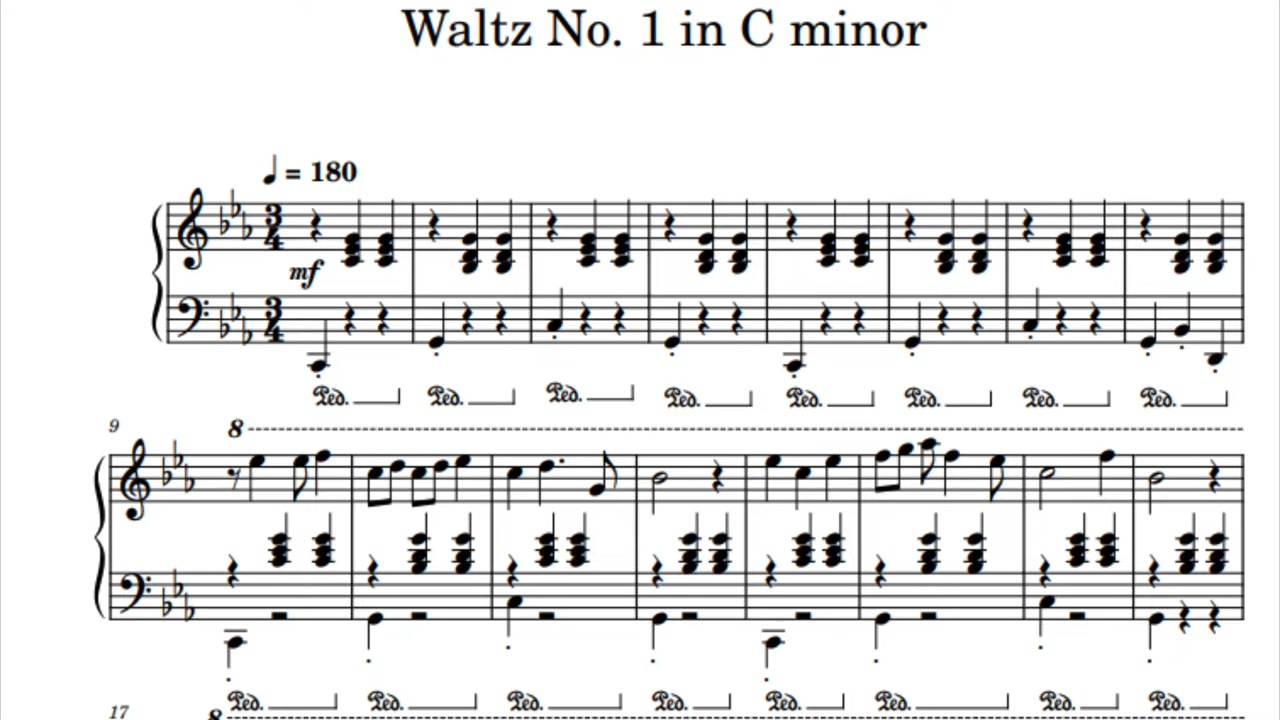 Waltz No. 1 in C minor
♩ = 180
3 4
mf
3 4
Ped. Ped. Ped. Ped. Ped. Ped. Ped. Ped.
9
8
Ped. Ped. Ped. Ped. Ped. Ped. Ped. Ped.
17
8